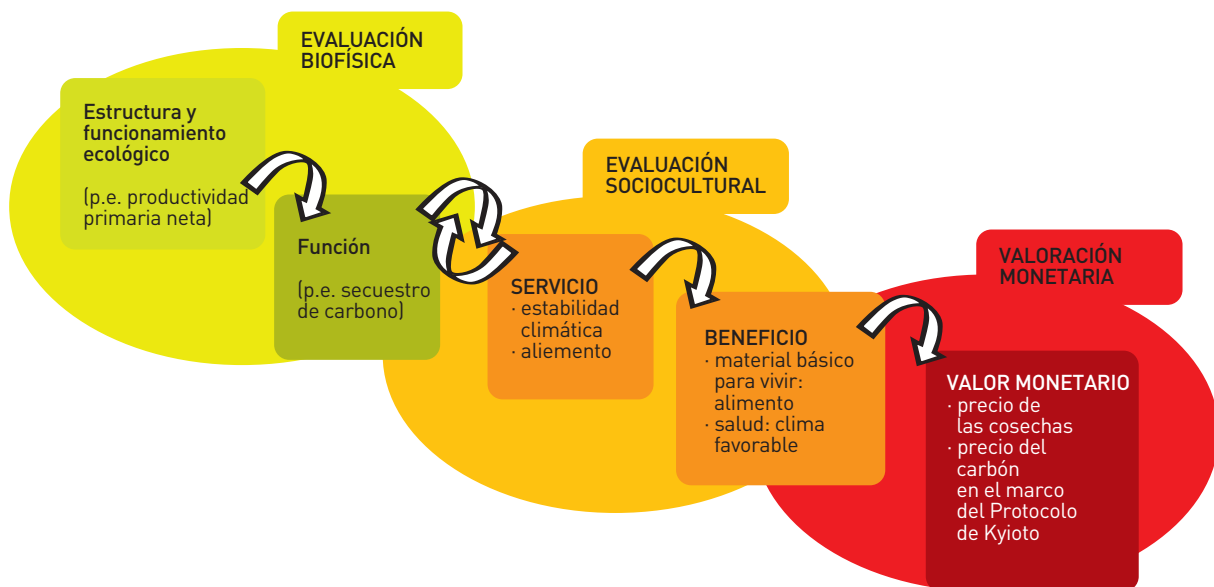 EVALUACIÓN
BIOFÍSICA
Estructura y
funcionamiento
ecológico
(p.e. productividad
primaria neta)
Función
(p.e. secuestro
de carbono)
EVALUACIÓN
SOCIOCULTURAL
SERVICIO
· estabilidad
climática
· aliemento
BENEFICIO
· material básico
para vivir:
alimento
· salud: clima
favorable
VALORACIÓN
MONETARIA
VALOR MONETARIO
· precio de
las cosechas
· precio del
carbón
en el marco
del Protocolo
de Kyioto